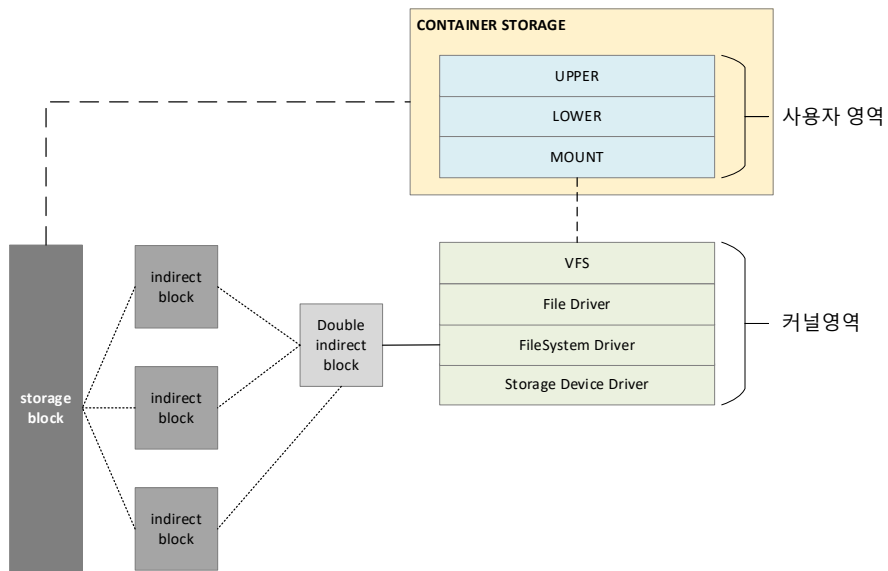 CONTAINER STORAGE
UPPER
LOWER
MOUNT
사용자 영역
VFS
File Driver
FileSystem Driver
Storage Device Driver
커널영역
indirect
block
Double
indirect
block
indirect
block
storage
block
indirect
block